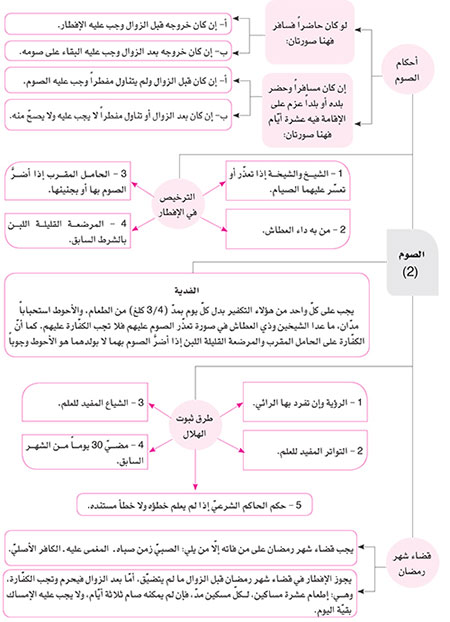 أحكام
الصوم
لو كان حاضراً فسافر
فهنا صورتان:
أ- إن كان خروجه قبل الزوال وجب عليه الإفطار.
ب- إن كان خروجه بعد الزوال وجب عليه البقاء على صومه.
إن كان مسافراً وحضر
بلده أو بلداً عزم على
الإقامة فيه عشرة أيّام
فهنا صورتان:
أ- إن كان قبل الزوال ولم يتناول مفطراً وجب عليه الصوم.
ب- إن كان بعد الزوال أو تناول مفطراً لا يجب عليه ولا يصحّ منه.
الترخيص
في الإفطار
1 - الشيخ والشيخة إذا تعذّر أو
تعسّر عليهما الصيام.
2 - من به داء العطاش.
3 - الحامل المقرب إذا أضرّ
الصوم بها أو بجنينها.
4 - المرضعة القليلة اللبن
بالشرط السابق.
الصوم
(2)
الفدية
يجب على كلّ واحد من هؤلاء التكفير بدل كلّ يوم بمدّ (3/4 كلغ) من الطعام، والأحوط استحباباً
مدّان، ما عدا الشيخين وذي العطاش في صورة تعذّر الصوم عليهم فلا تجب الكفّارة عليهم، كما أنّ
الكفّارة على الحامل المقرب والمرضعة القليلة اللبن إذا أضرّ الصوم بهما لا بولدهما هو الأحوط وجوباً
طرق ثبوت
الهلال
1 - الرؤية وإن تفرد بها الرائي.
2 - التواتر المفيد للعلم.
3 - الشياع المفيد للعلم.
4 - مضيّ 30 يوماً من الشهر
السابق.
5 - حكم الحاكم الشرعيّ إذا لم يعلم خطؤه ولا خطأ مستنده.
قضاء شهر
رمضان
يجب قضاء شهر رمضان على من فاته إلّا من يلي: الصبيّ زمن صباه. المغمى عليه. الكافر الأصليّ.
يجوز الإفطار في قضاء شهر رمضان قبل الزوال ما لم يتضيّق، أمّا بعد الزوال فيحرم وتجب الكفّارة،
وهي: إطعام عشرة مساكين، لكلّ مسكين مدّ، فإن لم يمكنه صام ثلاثة أيّام، ولا يجب عليه الإمساك
بقيّة اليوم.